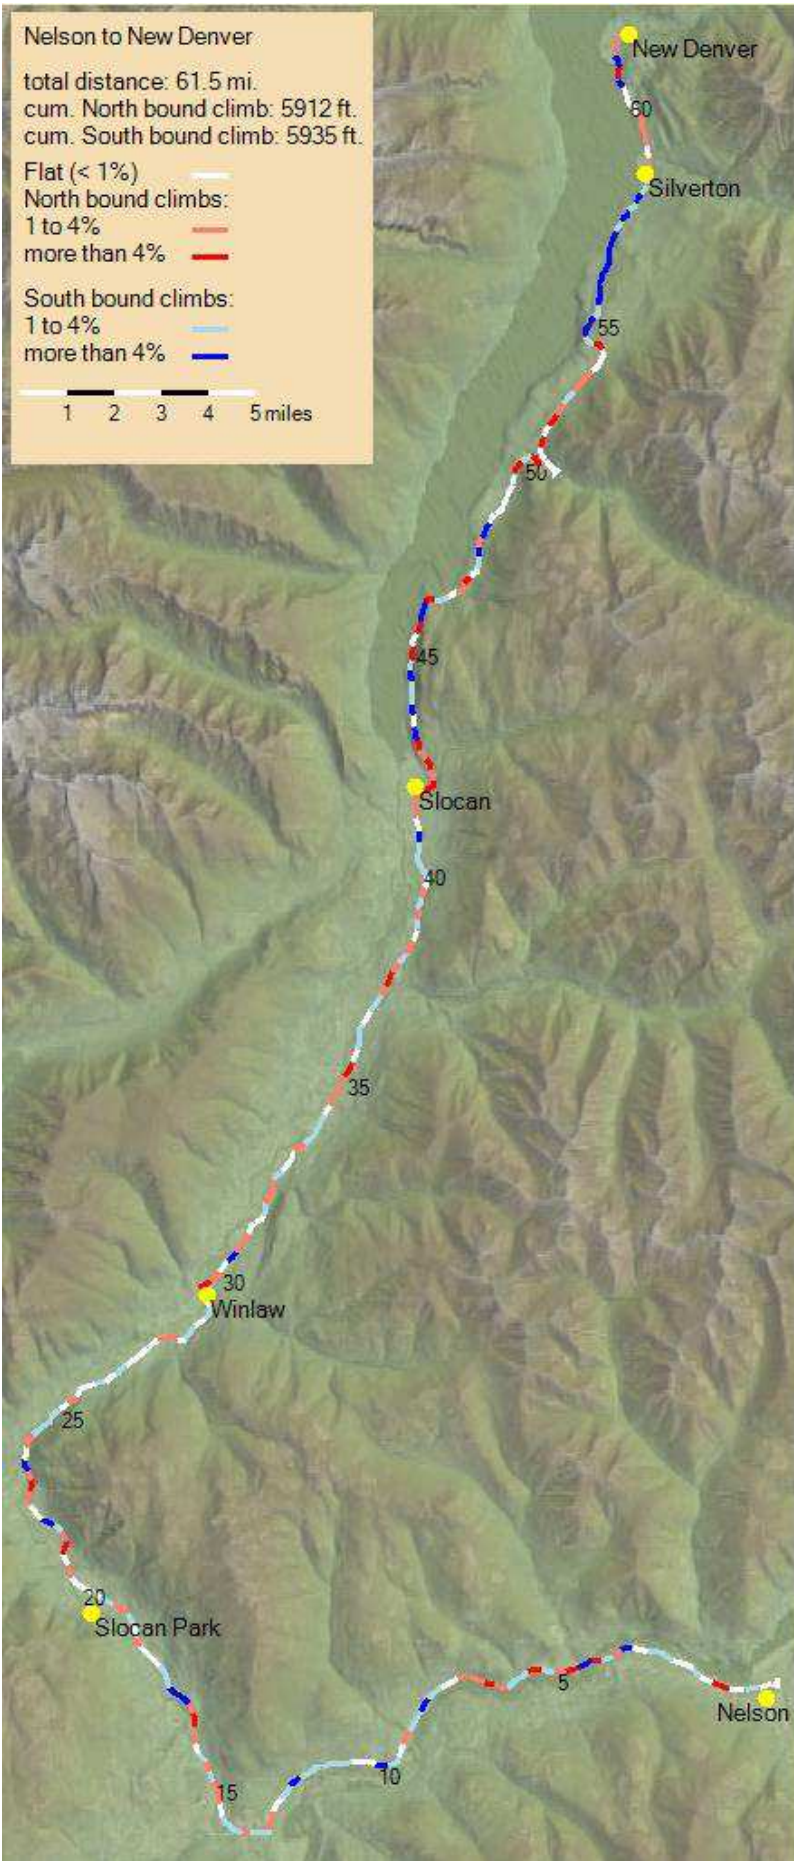 Nelson to New Denver
total distance: 61.5 mi.
cum. North bound climb: 5912 ft.
cum. South bound climb: 5935 ft.
Flat (< 1%)
North bound climbs:
1 to 4%
more than 4%
South bound climbs:
1 to 4%
more than 4%
1 2 3 4 5 miles
New Denver
60
Silverton
55
50
45
Slocan
40
35
30
Winlaw
25
20
Slocan Park
5
Nelson
10
15